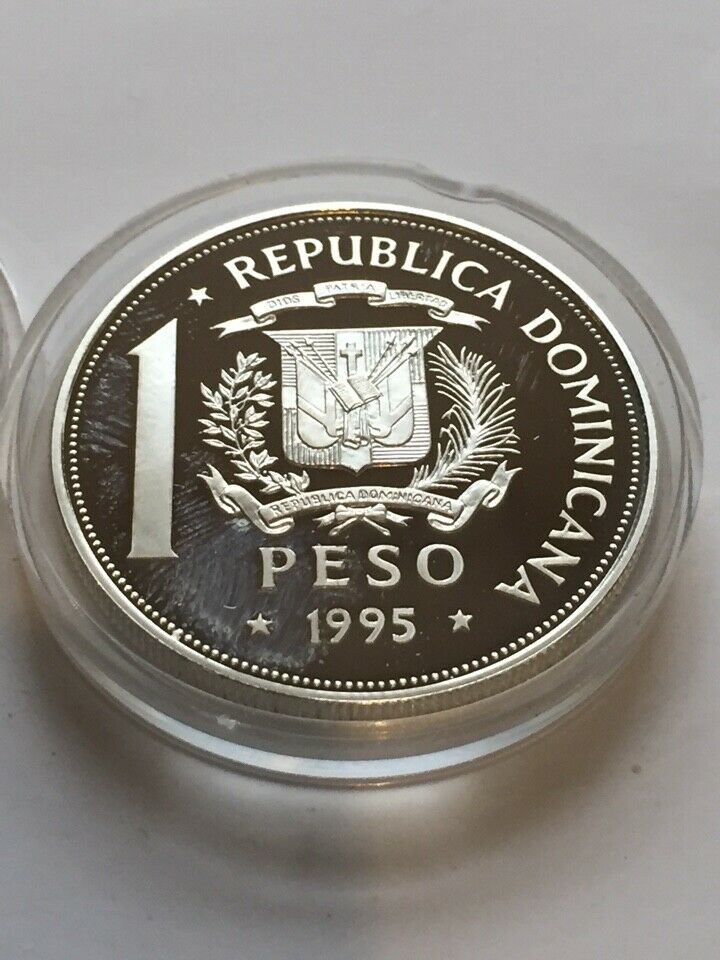 REPUBLICA DOMINICANA
DIOS PATRIA LIBERTAD
1
REPUBLICA DOMINICANA
PESO
1995